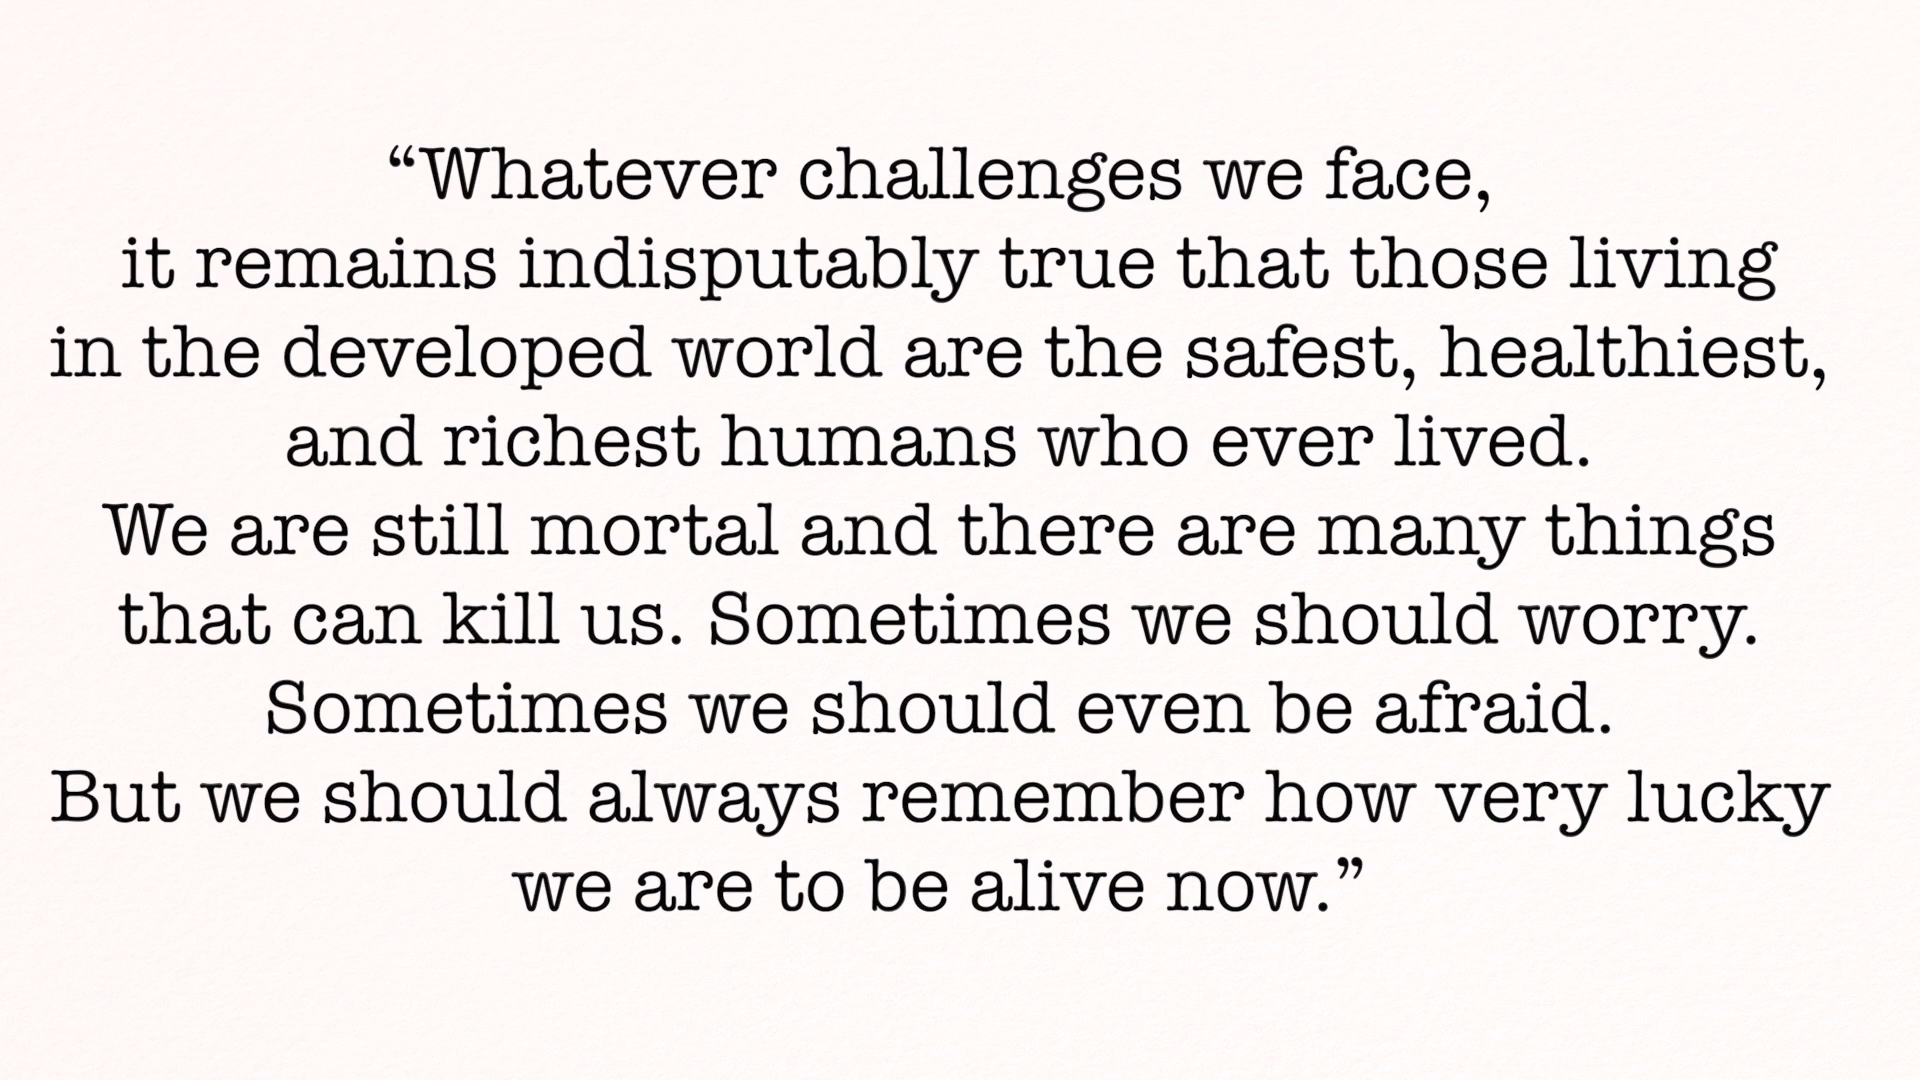 “Whatever challenges we face,
it remains indisputably true that those living
in the developed world are the safest, healthiest,
and richest humans who ever lived.
We are still mortal and there are many things
that can kill us. Sometimes we should worry.
Sometimes we should even be afraid.
But we should always remember how very lucky
we are to be alive now.”